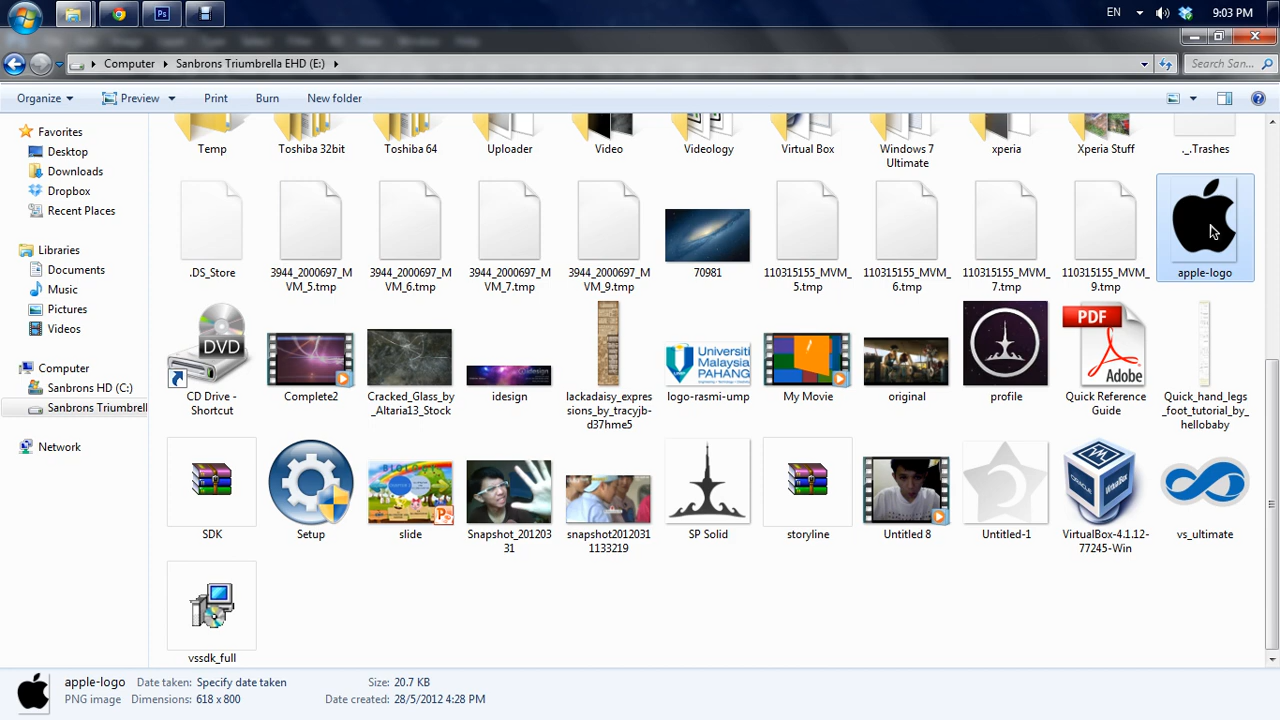 Ps
EN
9:03 PM
Computer
Sanbrons Triumbrella EHD (E:)
Search San...
Organize
Preview
Print
Burn
New folder
Favorites
Desktop
Downloads
Dropbox
Recent Places
Libraries
Documents
Music
Pictures
Videos
Computer
Sanbrons HD (C:)
Sanbrons Triumbrell
Network
Temp
Toshiba 32bit
Toshiba 64
Uploader
Video
Videology
Virtual Box
Windows 7
Ultimate
xperia
Xperia Stuff
._.Trashes
.DS_Store
3944_2000697_M
VM_5.tmp
3944_2000697_M
VM_6.tmp
3944_2000697_M
VM_7.tmp
3944_2000697_M
VM_9.tmp
70981
110315155_MVM_
5.tmp
110315155_MVM_
6.tmp
110315155_MVM_
7.tmp
110315155_MVM_
9.tmp
apple-logo
DVD
CD Drive -
Shortcut
Complete2
Cracked_Glass_by
_Altaria13_Stock
idesign
idesign
lackadaisy_expres
sions_by_tracyjb-
d37hme5
Universiti
Malaysia
PAHANG
logo-rasmi-ump
My Movie
original
profile
PDF
Adobe
Quick Reference
Guide
Quick_hand_legs
_foot_tutorial_by_
hellobaby
SDK
Setup
slide
Snapshot_201203
31
snapshot2012031
1133219
SP Solid
storyline
Untitled 8
Untitled-1
VirtualBox-4.1.12-
77245-Win
vs_ultimate
vssdk_full
apple-logo
Date taken: Specify date taken
Size: 20.7 KB
PNG image
Dimensions: 618 x 800
Date created: 28/5/2012 4:28 PM